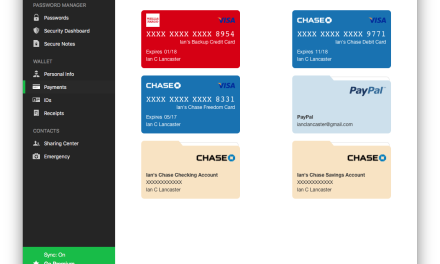 PASSWORD MANAGER
Passwords
Security Dashboard
Secure Notes
WALLET
Personal Info
Payments
IDs
Receipts
CONTACTS
Sharing Center
Emergency
Sync: On
Go Premium
VISA
XXXX XXXX XXXX 8954
Ian's Backup Credit Card
Expires 01/18
Ian C Lancaster
CHASE
VISA
XXXX XXXX XXXX 9771
Ian's Chase Debit Card
Expires 11/18
Ian C Lancaster
CHASE
VISA
XXXX XXXX XXXX 8331
Ian's Chase Freedom Card
Expires 05/17
Ian C Lancaster
PayPal
PayPal
ianclancaster@gmail.com
CHASE
Ian's Chase Checking Account
XXXXXXXXXXX
Ian C Lancaster
CHASE
Ian's Chase Savings Account
XXXXXXXXXXX
Ian C Lancaster